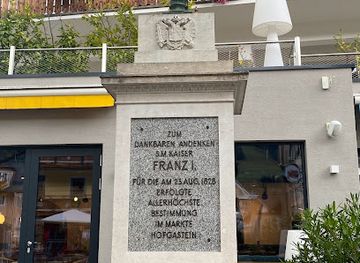 ZUM
DANKBAREN ANDENKEN
S.M. KAISER
FRANZ I.
FÜR DIE AM 23. AUG. 1828
ERFOLGTE
ALLERHÖCHSTE
BESTIMMUNG
IM MARKTE
HOFGASTEIN.